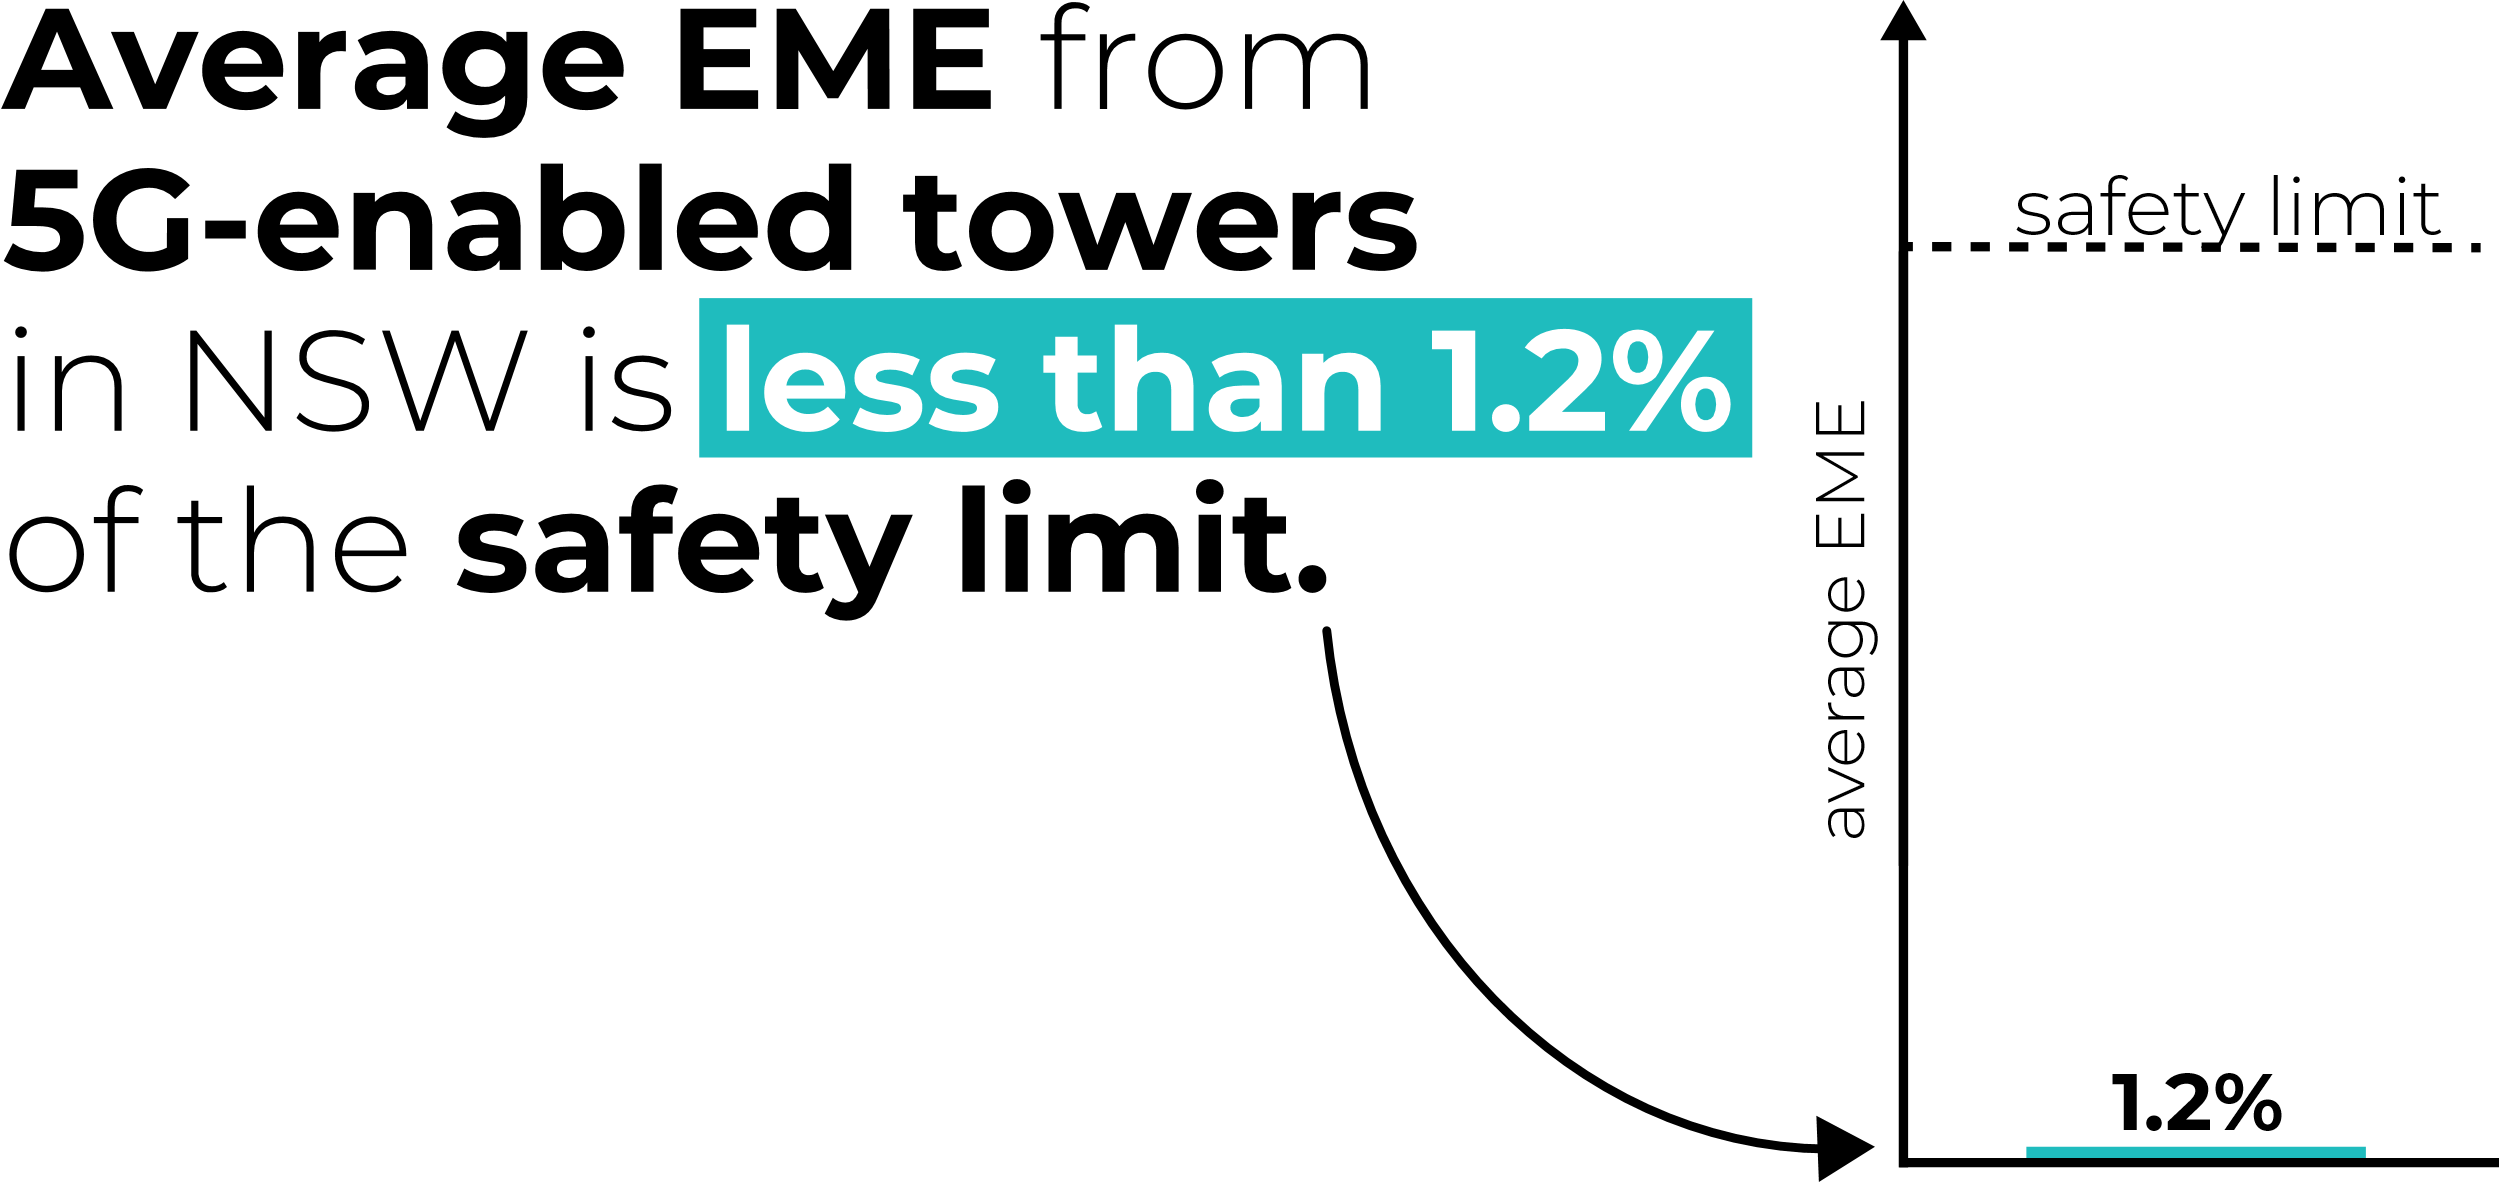 Average EME from
5G-enabled towers
in NSW is less than 1.2%
of the safety limit.
safety limit
average EME
1.2%